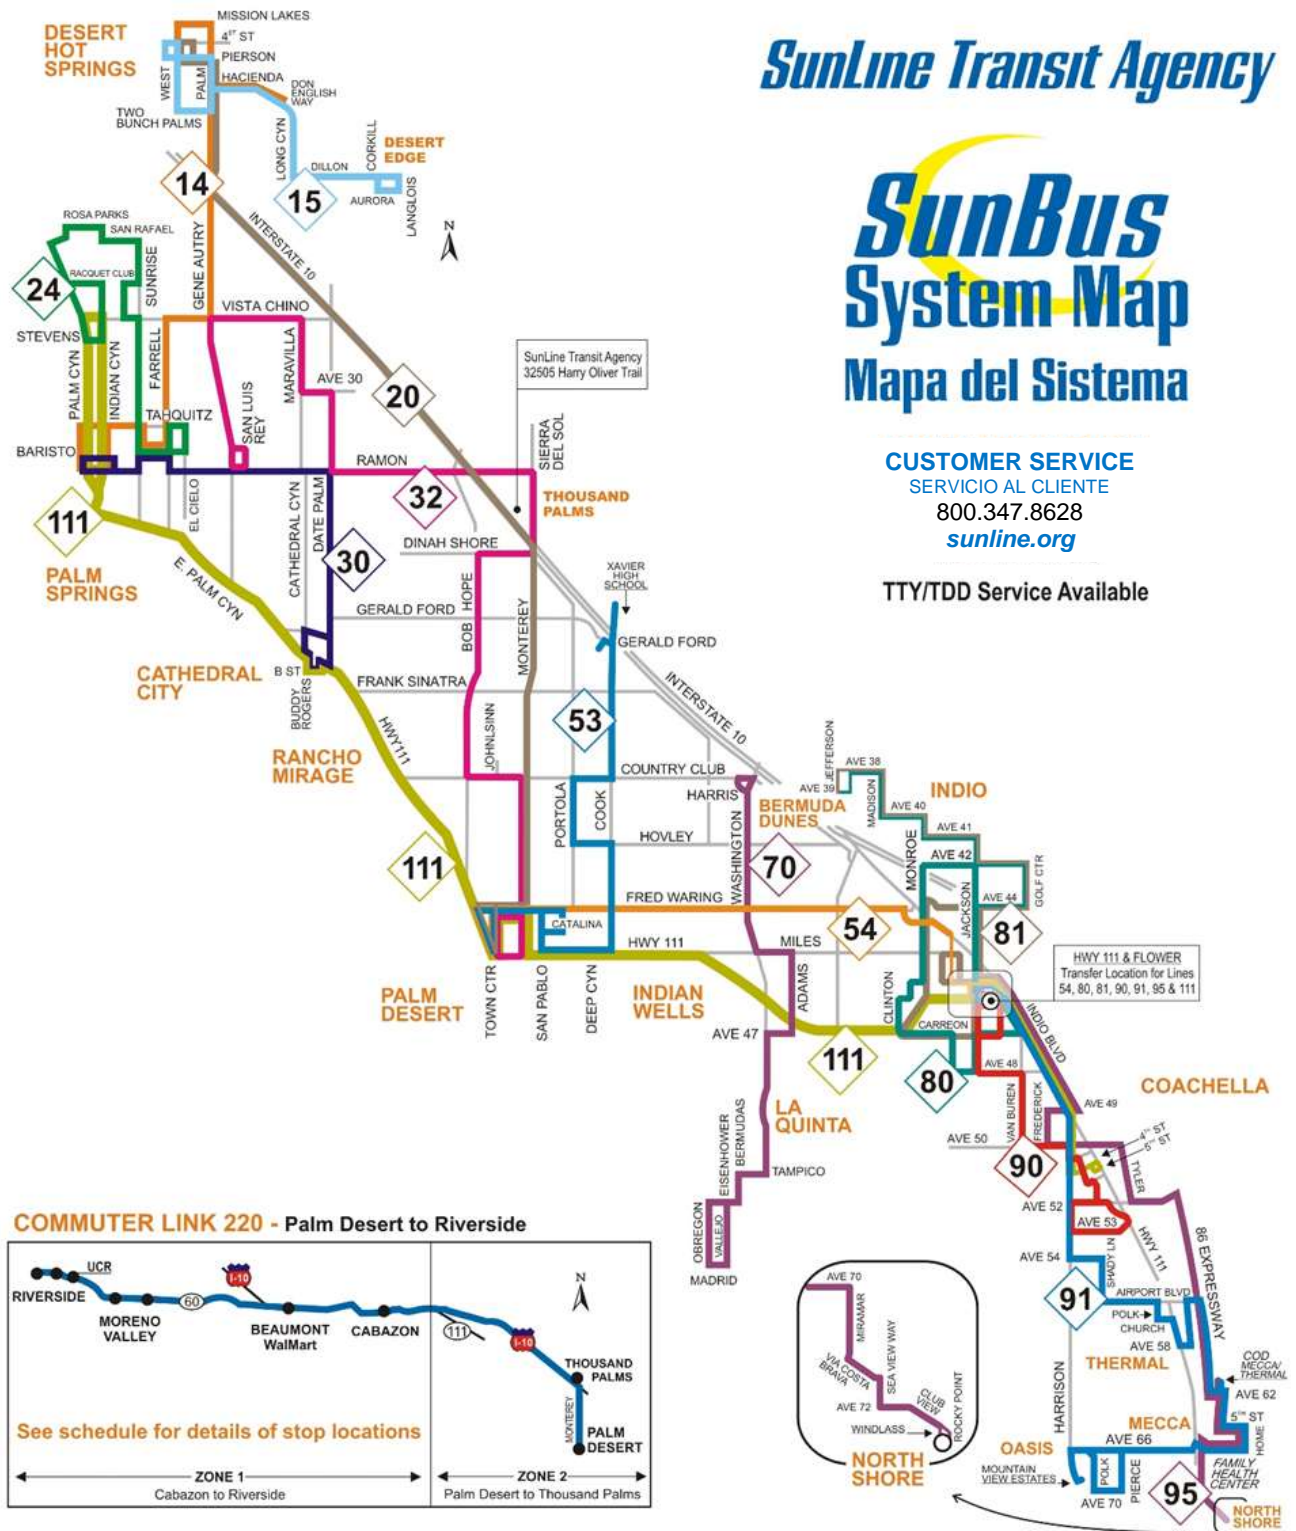 SunLine Transit Agency
SunBus
System Map
Mapa del Sistema
CUSTOMER SERVICE
SERVICIO AL CLIENTE
800.347.8628
sunline.org
TTY/TDD Service Available
DESERT
HOT
SPRINGS
MISSION LAKES
4ST ST
PIERSON
HACIENDA
DON
ENGLISH
WAY
WEST
PALM
TWO
BUNCH PALMS
LONG CYN
DILLON
CORKILL
DESERT
EDGE
AURORA
LANGLOIS
14
15
N
ROSA PARKS
SAN RAFAEL
RACQUET CLUB
SUNRISE
GENE AUTRY
INTERSTATE 10
24
VISTA CHINO
STEVENS
PALM CYN
INDIAN CYN
FARRELL
MARAVILLA
AVE 30
SAN LUIS
REY
TAHQUITZ
BARISTO
20
SunLine Transit Agency
32505 Harry Oliver Trail
SIERRA
DEL SOL
RAMON
32
THOUSAND
PALMS
111
EL CIELO
CATHEDRAL CYN
DATE PALM
30
DINAH SHORE
PALM
SPRINGS
E. PALM CYN
XAVIER
HIGH
SCHOOL
GERALD FORD
BOB HOPE
MONTEREY
GERALD FORD
CATHEDRAL
CITY
B ST
BUDDY
ROGERS
FRANK SINATRA
INTERSTATE 10
53
HWY111
RANCHO
MIRAGE
JOHNLSINN
COUNTRY CLUB
HARRIS
PORTOLA
COOK
HOVLEY
WASHINGTON
BERMUDA
DUNES
70
JEFFERSON
AVE 38
AVE 39
MADISON
INDIO
AVE 40
AVE 41
MONROE
AVE 42
AVE 44
GOLF CTR
JACKSON
111
FRED WARING
54
81
CATALINA
HWY 111
MILES
HWY 111 & FLOWER
Transfer Location for Lines
54, 80, 81, 90, 91, 95 & 111
PALM
DESERT
TOWN CTR
SAN PABLO
DEEP CYN
INDIAN
WELLS
ADAMS
CLINTON
CARREON
INDIO BLVD
AVE 47
111
80
AVE 48
COACHELLA
LA
QUINTA
VAN BUREN
FREDERICK
AVE 49
AVE 50
4TH ST
5TH ST
90
EISENHOWER
BERMUDAS
TAMPICO
TYLER
AVE 52
AVE 53
OBREGON
VALLEJO
MADRID
AVE 54
SHADY LN
HWY 111
86 EXPRESSWAY
91
AIRPORT BLVD
POLK
CHURCH
AVE 58
THERMAL
COD
MECCA/
THERMAL
AVE 62
HARRISON
MECCA
5TH ST
HOME
OASIS
AVE 66
MOUNTAIN
VIEW ESTATES
POLK
PIERCE
AVE 70
FAMILY
HEALTH
CENTER
95
NORTH
SHORE
AVE 70
MIRAMAR
VIA COSTA
BRAVA
SEA VIEW WAY
AVE 72
CLUB
VIEW
ROCKY POINT
WINDLASS
NORTH
SHORE
COMMUTER LINK 220 - Palm Desert to Riverside
UCR
RIVERSIDE
MORENO
VALLEY
60
I-10
BEAUMONT
WalMart
CABAZON
111
I-10
N
THOUSAND
PALMS
MONTEREY
PALM
DESERT
See schedule for details of stop locations
ZONE 1
Cabazon to Riverside
ZONE 2
Palm Desert to Thousand Palms